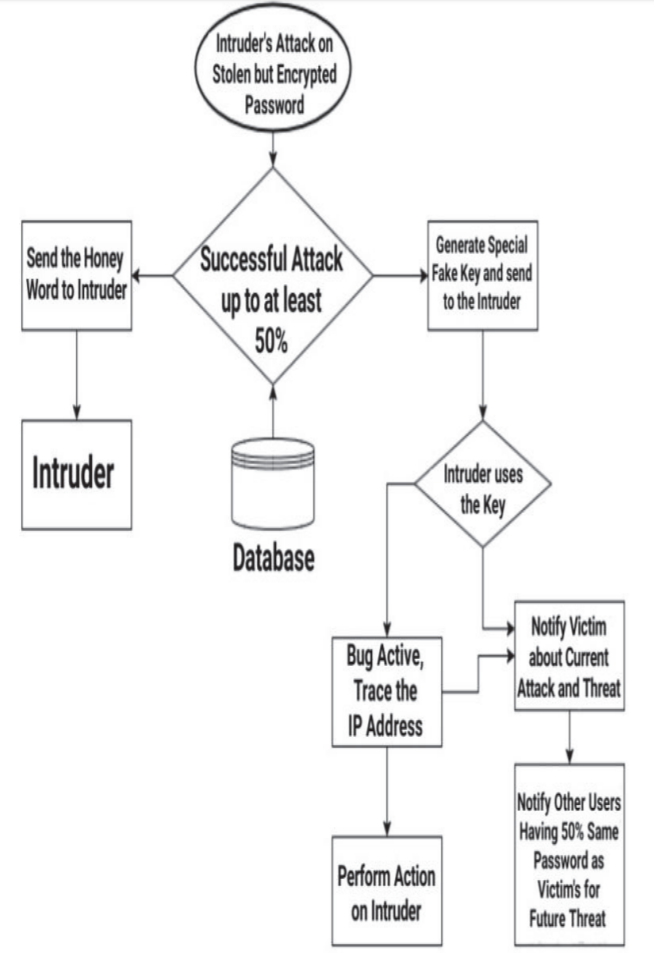 Intruder's Attack on
Stolen but Encrypted
Password
Send the Honey
Word to Intruder
Successful Attack
up to at least
50%
Generate Special
Fake Key and send
to the Intruder
Intruder
Database
Intruder uses
the Key
Bug Active,
Trace the
IP Address
Notify Victim
about Current
Attack and Threat
Perform Action
on Intruder
Notify Other Users
Having 50% Same
Password as
Victim's for
Future Threat